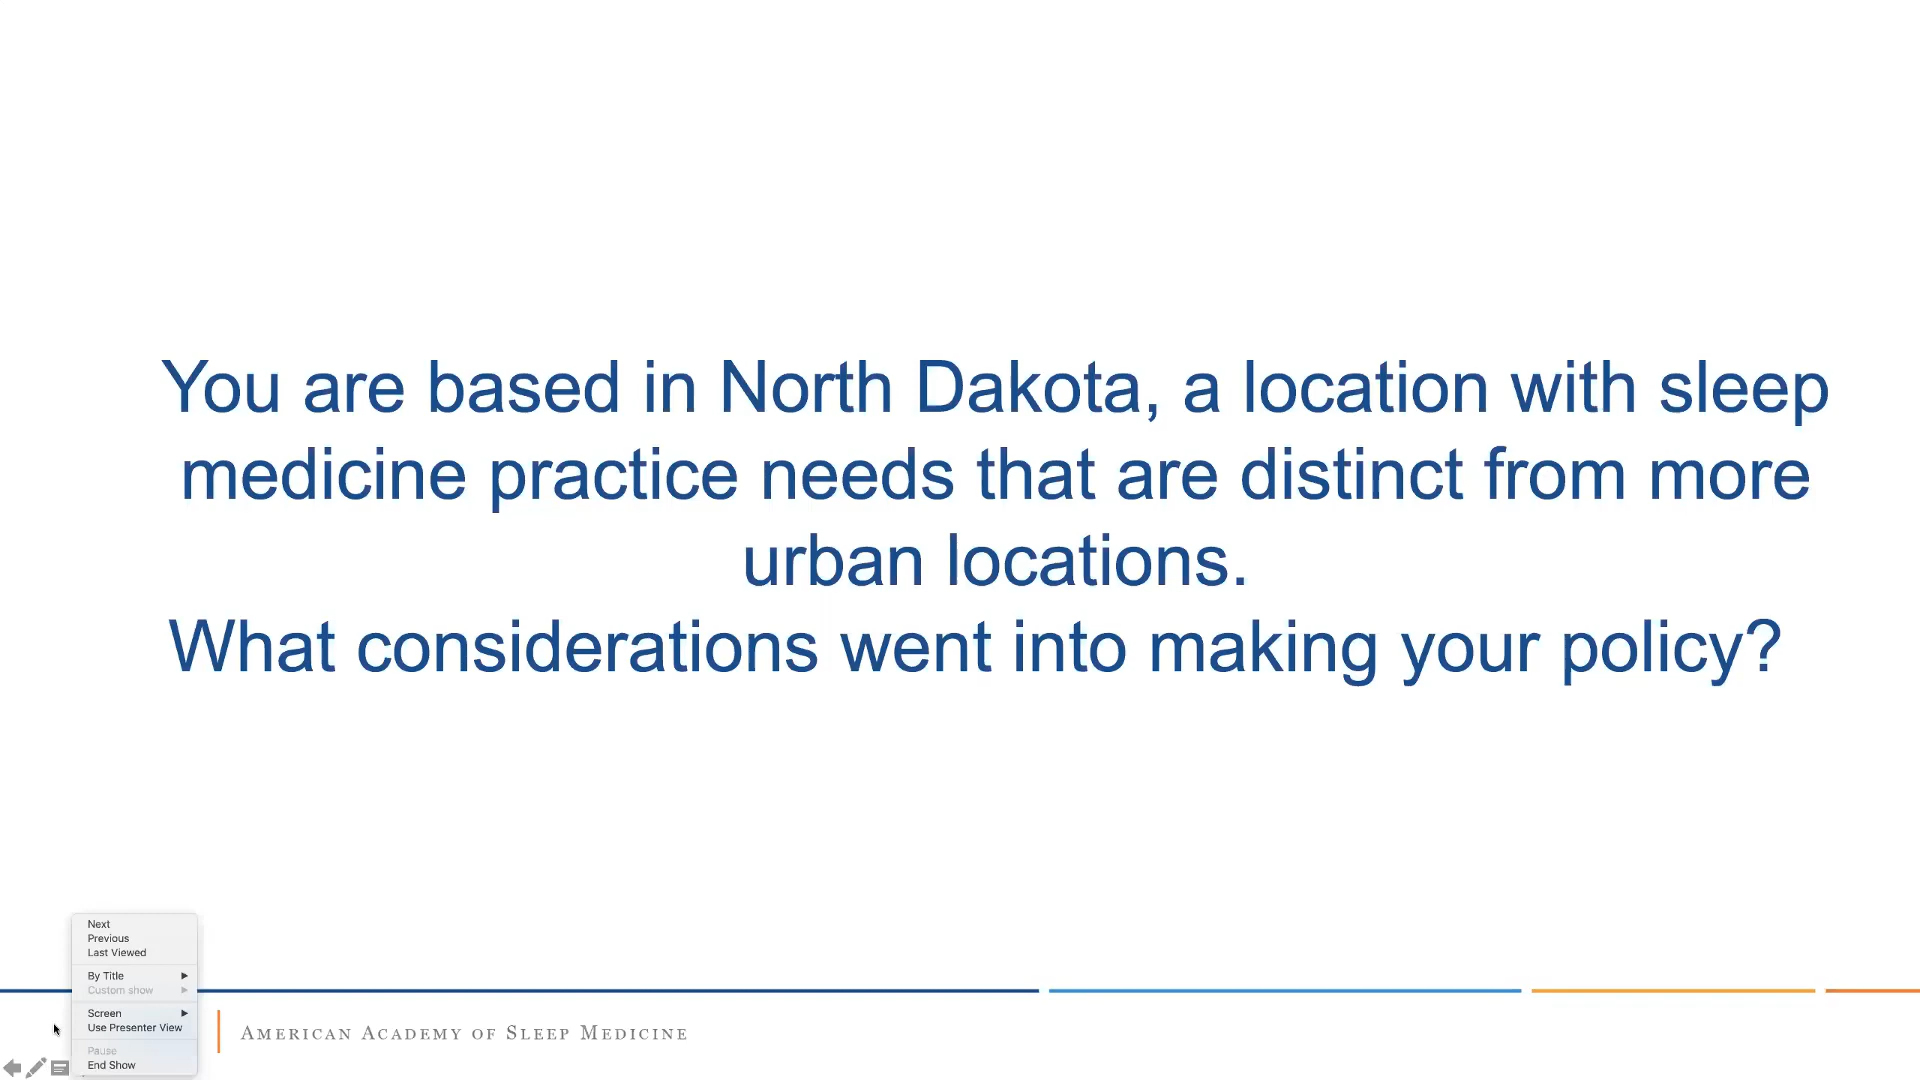 You are based in North Dakota, a location with sleep
medicine practice needs that are distinct from more
urban locations.
What considerations went into making your policy?
Next
Previous
Last Viewed
By Title
Custom show
Screen
Use Presenter View
Pause
End Show
American Academy of Sleep Medicine